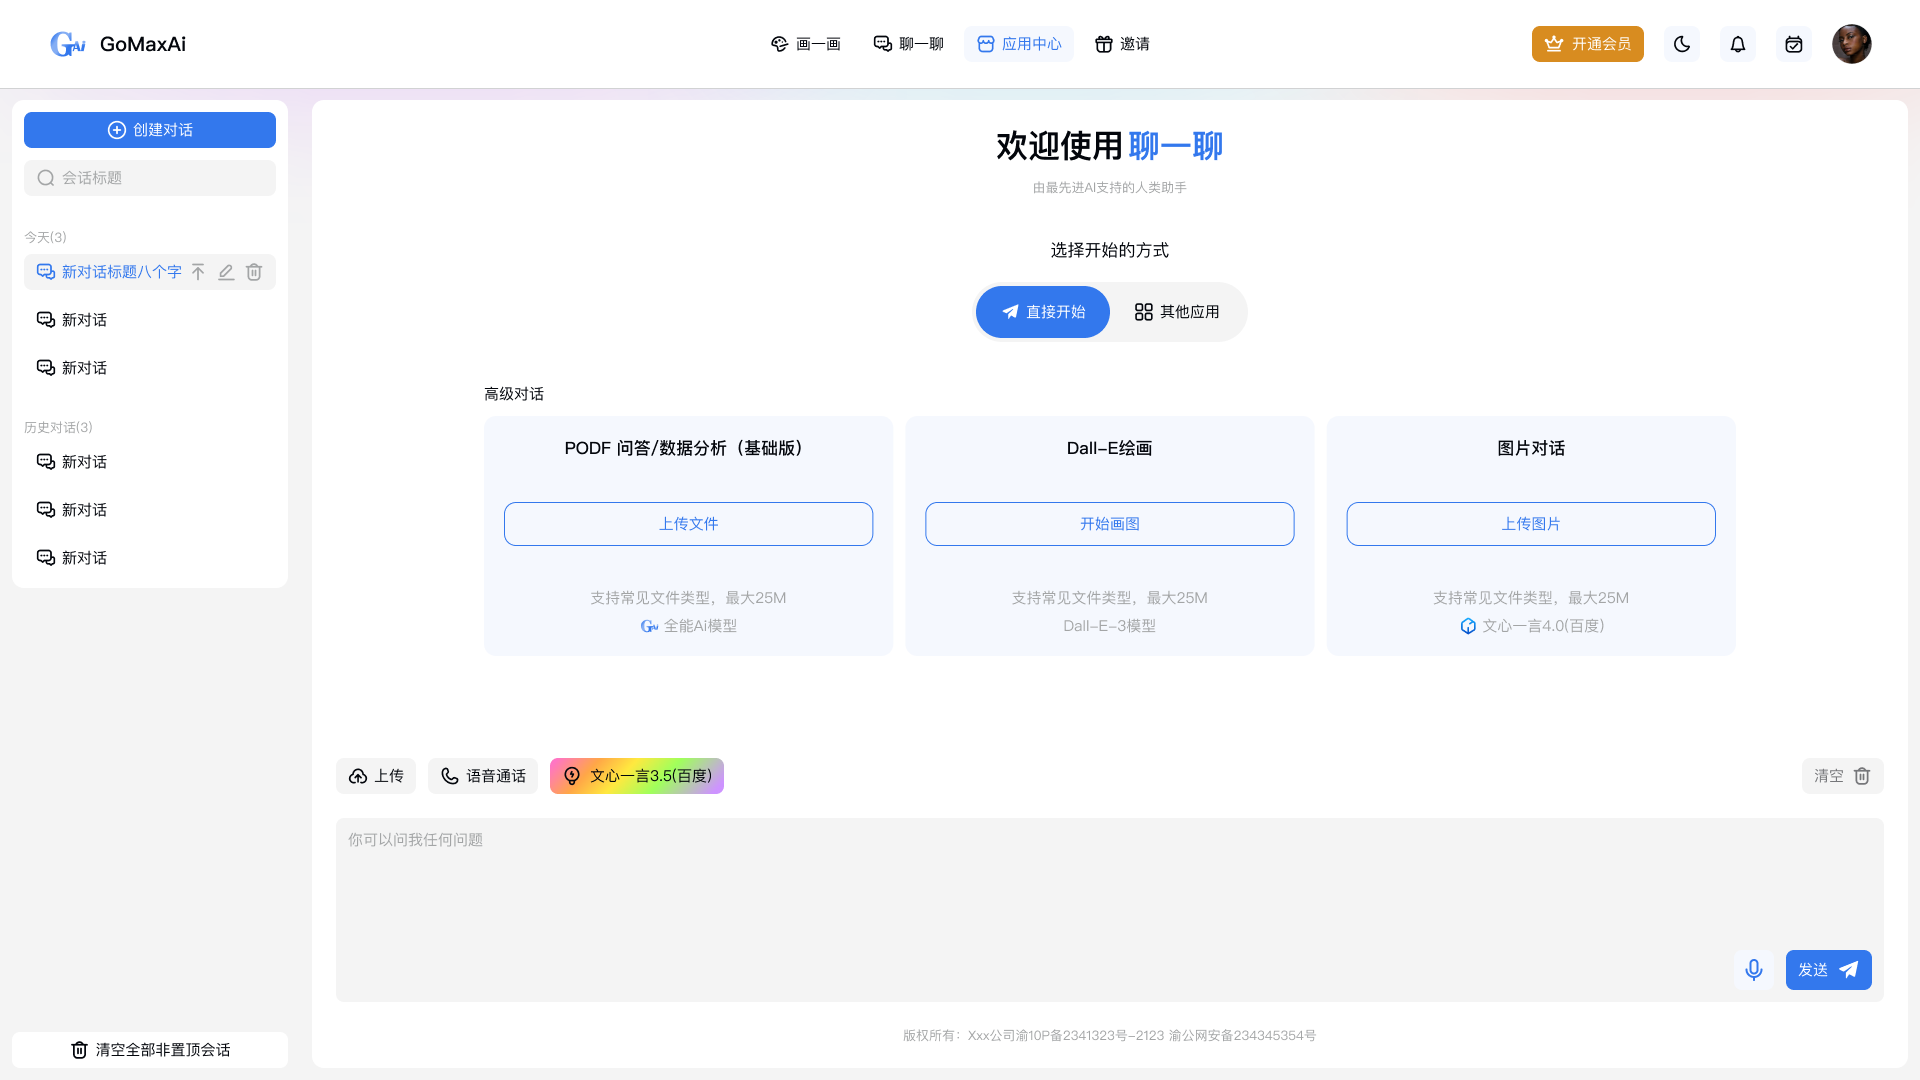 GoMaxAi
画一画
聊一聊
应用中心
邀请
开通会员
创建对话
会话标题
今天(3)
新对话标题八个字
新对话
新对话
历史对话(3)
新对话
新对话
新对话
清空全部非置顶会话
欢迎使用聊一聊
由最先进AI支持的人类助手
选择开始的方式
直接开始
其他应用
高级对话
PODF 问答/数据分析（基础版）
上传文件
支持常见文件类型，最大25M
全能Ai模型
Dall-E绘画
开始画图
支持常见文件类型，最大25M
Dall-E-3模型
图片对话
上传图片
支持常见文件类型，最大25M
文心一言4.0(百度)
上传
语音通话
文心一言3.5(百度)
清空
你可以问我任何问题
发送
版权所有：Xxx公司渝10P备2341323号-2123 渝公网安备234345354号